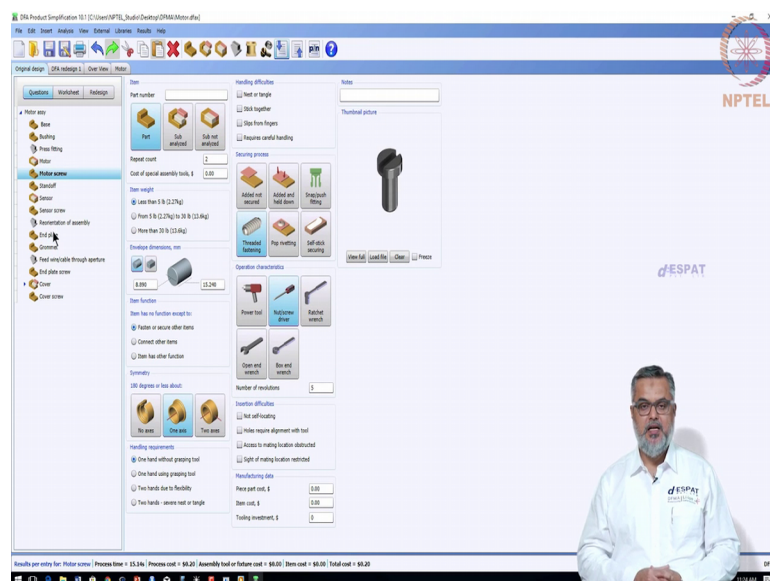 DFA Product Simplification 10.1 [C:\Users\NPTEL_Studio\Desktop\DFMA\Motor.dfax]
File Edit Insert Analysis View External Libraries Results Help
Original design DFA redesign 1 Over View Motor
Questions Worksheet Redesign
Motor assy
Base
Bushing
Press fitting
Motor
Motor screw
Standoff
Sensor
Sensor screw
Reorientation of assembly
End plate
Grommet
Feed wire/cable through aperture
End plate screw
Cover
Cover screw
Item
Part number
Part
Sub analyzed
Sub not analyzed
Repeat count 2
Cost of special assembly tools, $ 0.00
Item weight
Less than 5 lb (2.27kg)
From 5 lb (2.27kg) to 30 lb (13.6kg)
More than 30 lb (13.6kg)
Envelope dimensions, mm
8.890 15.240
Item function
Item has no function except to:
Fasten or secure other items
Connect other items
Item has other function
Symmetry
180 degrees or less about:
No axes One axis Two axes
Handling requirements
One hand without grasping tool
One hand using grasping tool
Two hands due to flexibility
Two hands - severe nest or tangle
Handling difficulties
Nest or tangle
Stick together
Slips from fingers
Requires careful handling
Securing process
Added not secured
Added and held down
Snap/push fitting
Threaded fastening
Pop rivetting
Self-stick securing
Operation characteristics
Power tool
Nut/screw driver
Ratchet wrench
Open end wrench
Box end wrench
Number of revolutions 5
Insertion difficulties
Not self-locating
Holes require alignment with tool
Access to mating location obstructed
Sight of mating location restricted
Manufacturing data
Piece part cost, $ 0.00
Item cost, $ 0.00
Tooling investment, $ 0
Notes
Thumbnail picture
View full Load file Clear Freeze
NPTEL
dESPAT
dESPAT
Results per entry for: Motor screw Process time = 15.14s Process cost = $0.20 Assembly tool or fixture cost = $0.00 Item cost = $0.00 Total cost = $0.20
DF
11:24 AM